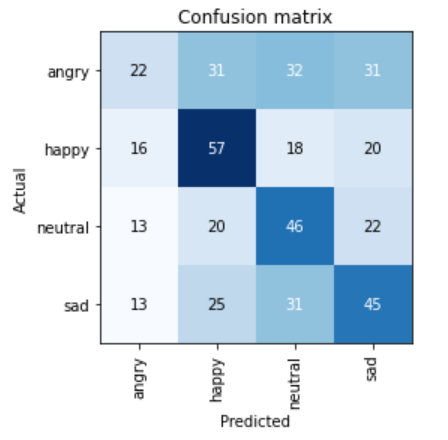 Confusion matrix
angry 22 31 32 31
happy 16 57 18 20
Actual
neutral 13 20 46 22
sad 13 25 31 45
angry happy neutral sad
Predicted